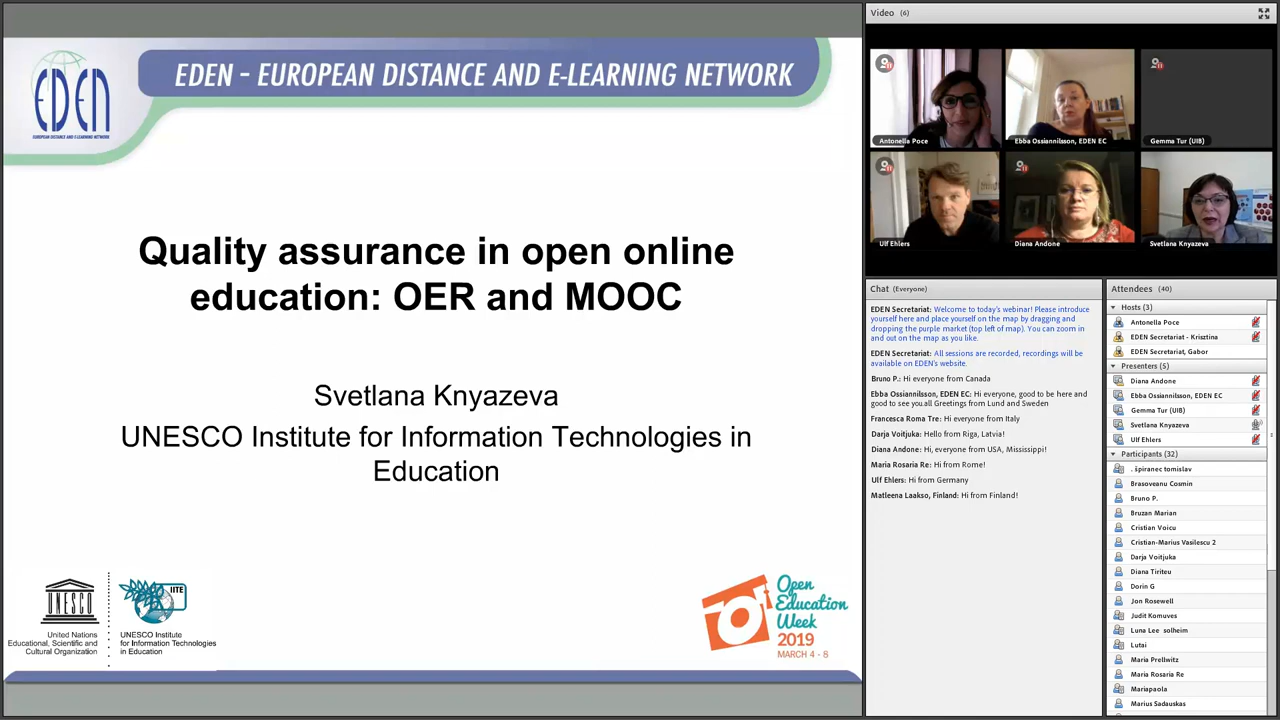 EDEN
EUROPEAN DISTANCE AND E-LEARNING NETWORK
EDEN - EUROPEAN DISTANCE AND E-LEARNING NETWORK
Quality assurance in open online
education: OER and MOOC
Svetlana Knyazeva
UNESCO Institute for Information Technologies in
Education
UNESCO
United Nations
Educational, Scientific and
Cultural Organization
IITE
UNESCO Institute
for Information Technologies
in Education
Open
Education
Week
2019
MARCH 4 - 8
Video (6)
Antonella Poce
Ebba Ossiannilsson, EDEN EC
Gemma Tur (UIB)
Ulf Ehlers
Diana Andone
Svetlana Knyazeva
Chat (Everyone)
EDEN Secretariat: Welcome to today's webinar! Please introduce
yourself here and place yourself on the map by dragging and
dropping the purple market (top left of map). You can zoom in
and out on the map as you like.
EDEN Secretariat: All sessions are recorded, recordings will be
available on EDEN's website.
Bruno P.: Hi everyone from Canada
Ebba Ossiannilsson, EDEN EC: Hi everyone, good to be here and
good to see you.all Greetings from Lund and Sweden
Francesca Roma Tre: Hi everyone from Italy
Darja Voitjuka: Hello from Riga, Latvia!
Diana Andone: Hi, everyone from USA, Mississippi!
Maria Rosaria Re: Hi from Rome!
Ulf Ehlers: Hi from Germany
Matleena Laakso, Finland: Hi from Finland!
Attendees (40)
Hosts (3)
Antonella Poce
EDEN Secretariat - Krisztina
EDEN Secretariat, Gabor
Presenters (5)
Diana Andone
Ebba Ossiannilsson, EDEN EC
Gemma Tur (UIB)
Svetlana Knyazeva
Ulf Ehlers
Participants (32)
. špiranec tomislav
Brasoveanu Cosmin
Bruno P.
Bruzan Marian
Cristian Voicu
Cristian-Marius Vasilescu 2
Darja Voitjuka
Diana Tiriteu
Dorin G
Jon Rosewell
Judit Komuves
Luna Lee solheim
Lutai
Maria Prellwitz
Maria Rosaria Re
Mariapaola
Marius Sadauskas